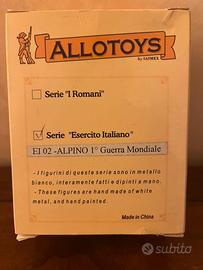 ALLOTOYS
by SAIMEX
Serie "I Romani"
Serie "Esercito Italiano"
EI 02 -ALPINO 1° Guerra Mondiale
- I figurini di queste serie sono in metallo
bianco, interamente fatti e dipinti a mano.
- These figures are hand made of white
metal, and hand painted.
Made in China
subito